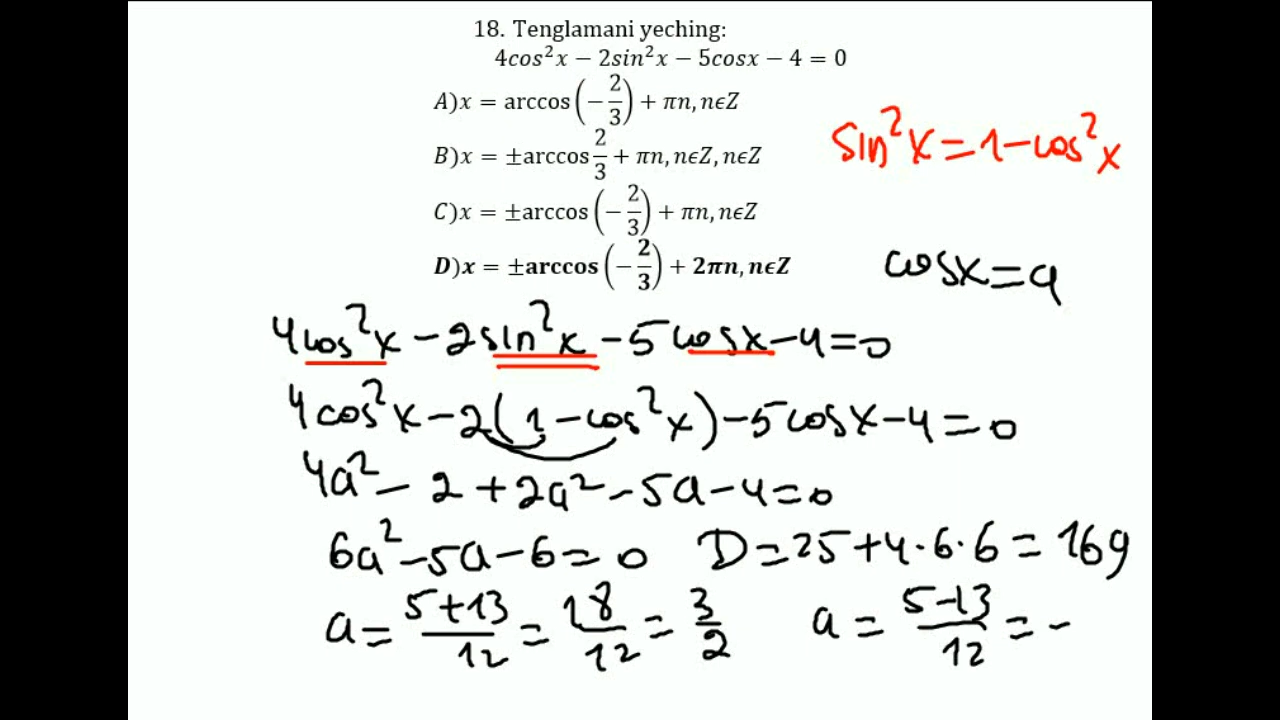 18. Tenglamani yeching:
4cos²x − 2sin²x − 5cosx − 4 = 0
A)x = arccos(−2/3) + πn, nϵZ
B)x = ±arccos2/3 + πn, nϵZ, nϵZ
C)x = ±arccos(−2/3) + πn, nϵZ
D)x = ±arccos(−2/3) + 2πn, nϵZ
sin²x=1−cos²x
cosx=a
4cos²x −2sin²x −5cosx −4=0
4cos²x −2(1−cos²x)−5cosx−4=0
4a² − 2 +2a² −5a −4=0
6a² −5a −6=0 D=25+4·6·6=169
a= 5+13/12 = 18/12 = 3/2 a = 5−13/12 = −